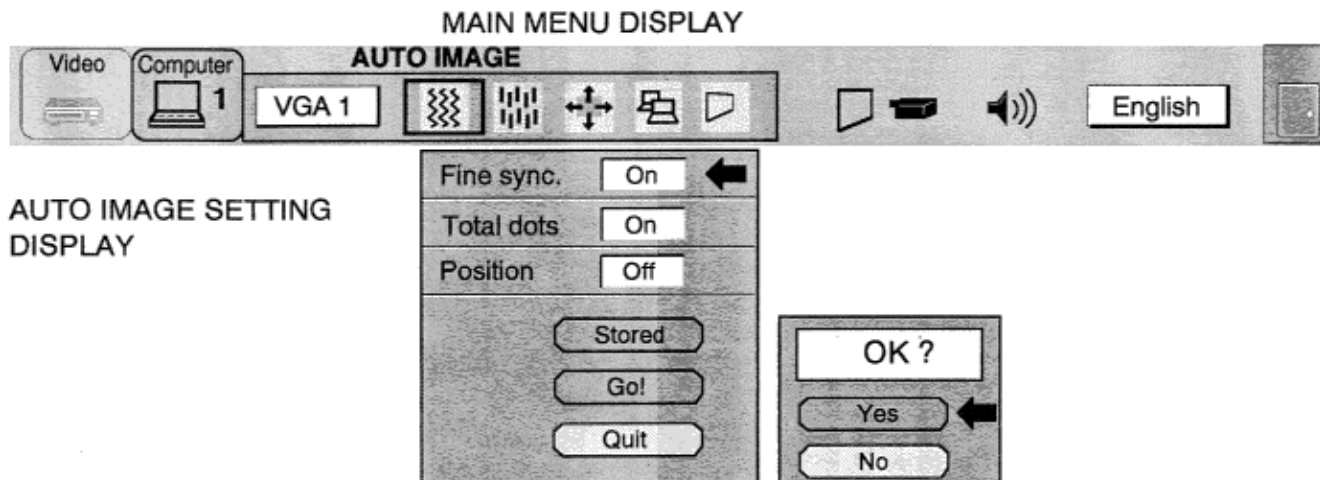 MAIN MENU DISPLAY
Video
Computer
AUTO IMAGE
1
VGA 1
English
AUTO IMAGE SETTING
DISPLAY
Fine sync. On
Total dots On
Position Off
Stored
Go!
Quit
OK ?
Yes
No